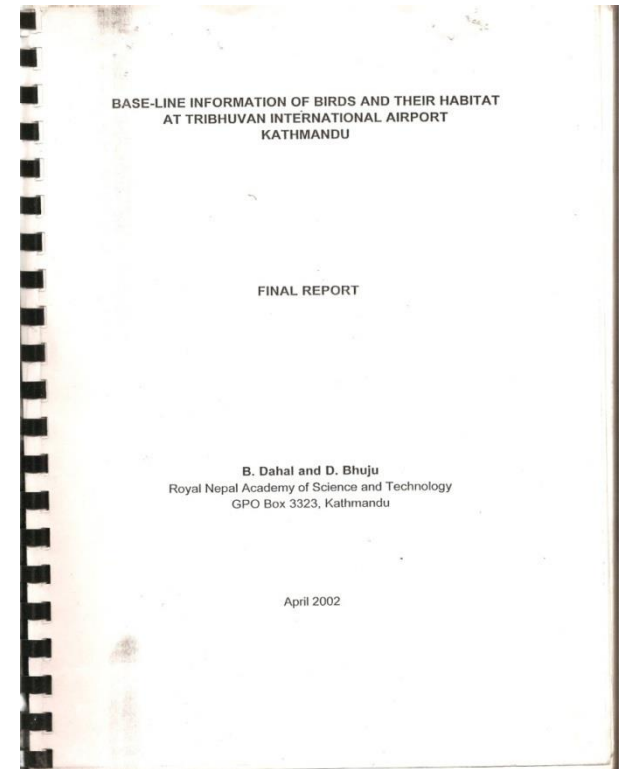 BASE-LINE INFORMATION OF BIRDS AND THEIR HABITAT
AT TRIBHUVAN INTERNATIONAL AIRPORT
KATHMANDU
FINAL REPORT
B. Dahal and D. Bhuju
Royal Nepal Academy of Science and Technology
GPO Box 3323, Kathmandu
April 2002